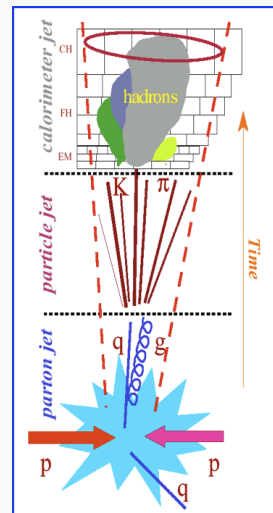 calorimeter jet
CH
hadrons
FH
EM
K
π
particle jet
Time
q
g
parton jet
p
p
q